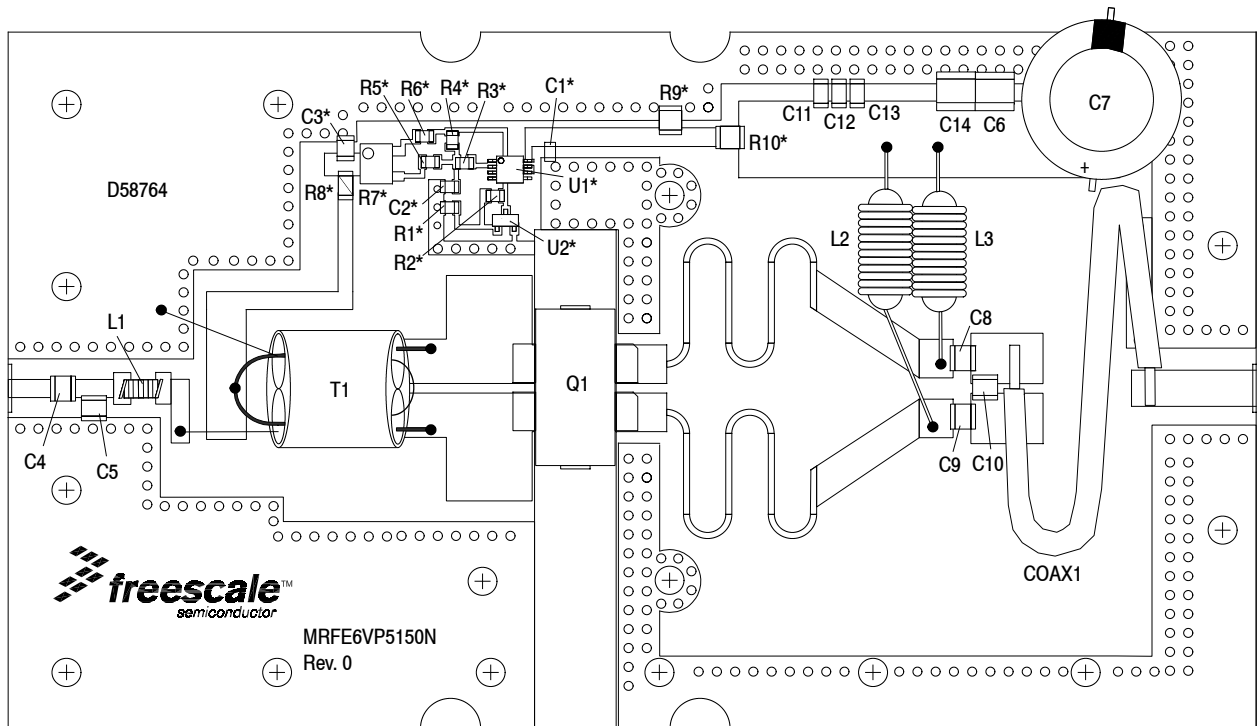 C7
R5*
R6*
R4*
R3*
C1*
R9*
C3*
C11
C12
C13
C14
C6
R10*
+
D58764
R8*
R7*
U1*
C2*
R1*
R2*
U2*
L2
L3
L1
T1
Q1
C8
C4
C5
C9
C10
COAX1
freescale™
semiconductor
MRFE6VP5150N
Rev. 0